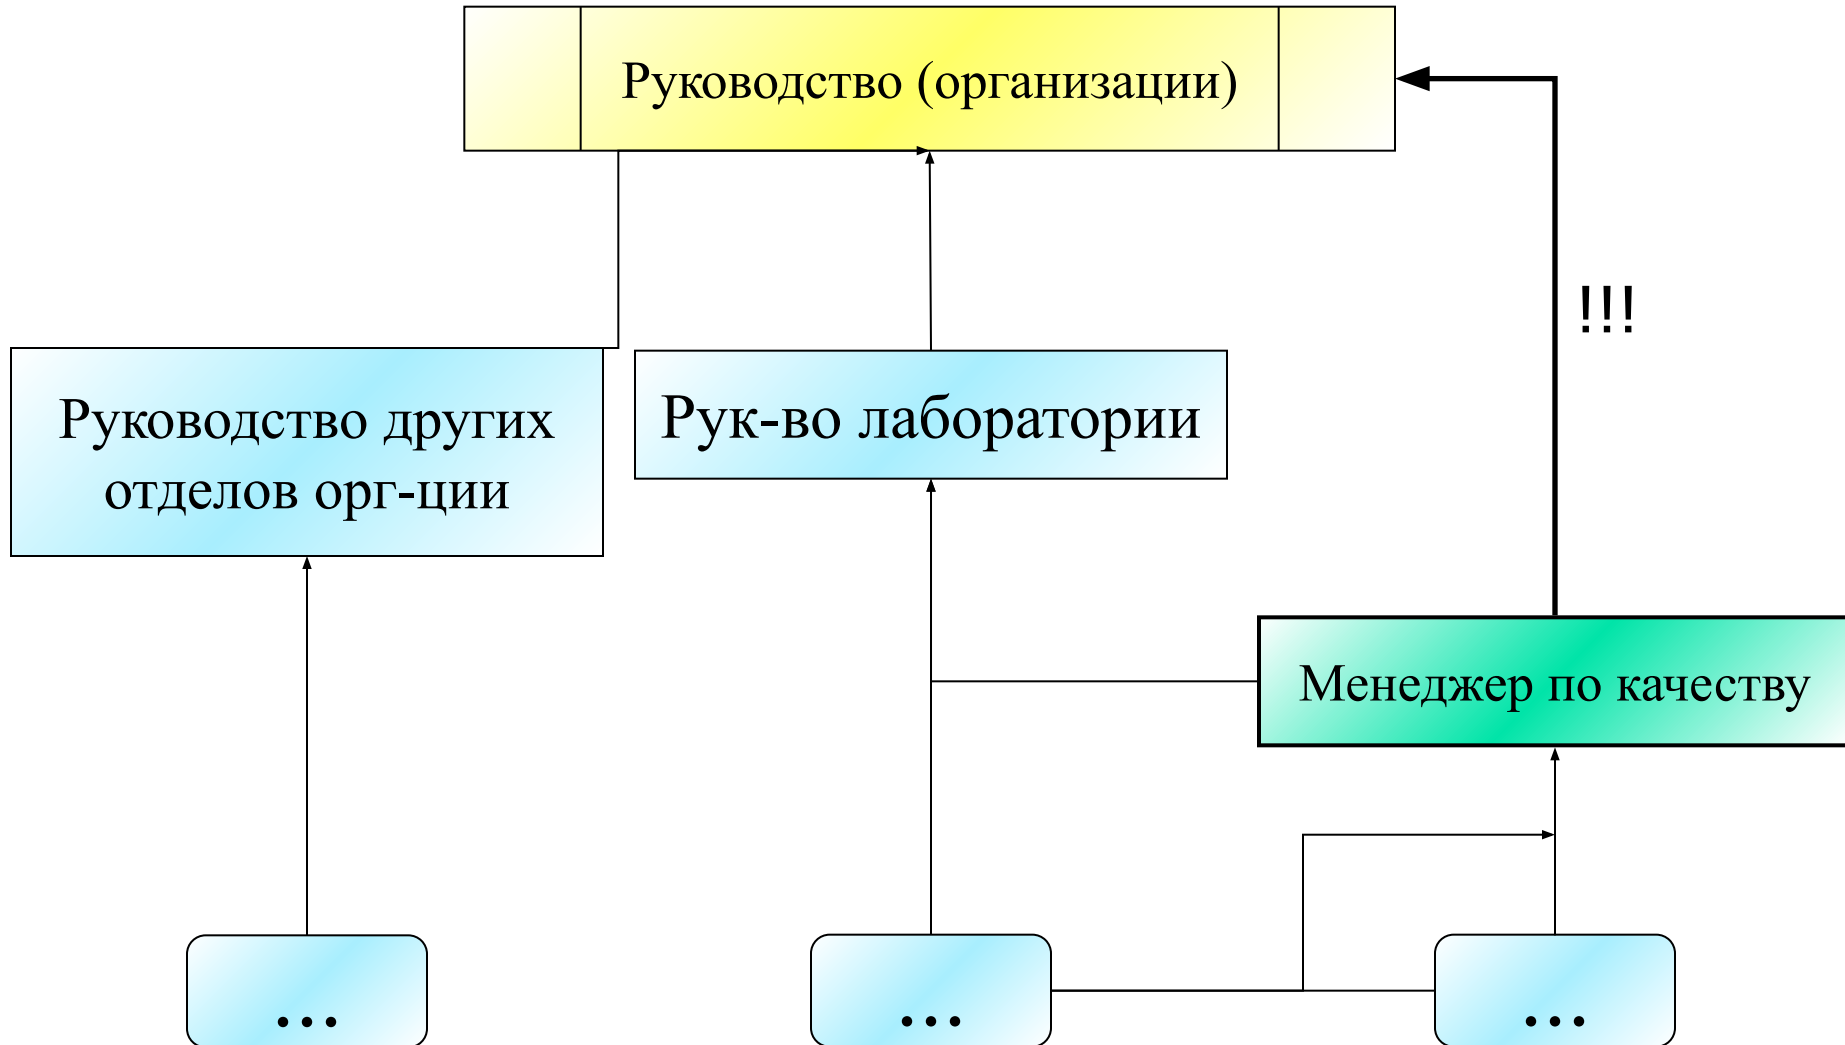 Руководство (организации)
!!!
Руководство других
отделов орг-ции
Рук-во лаборатории
Менеджер по качеству
...
...
...